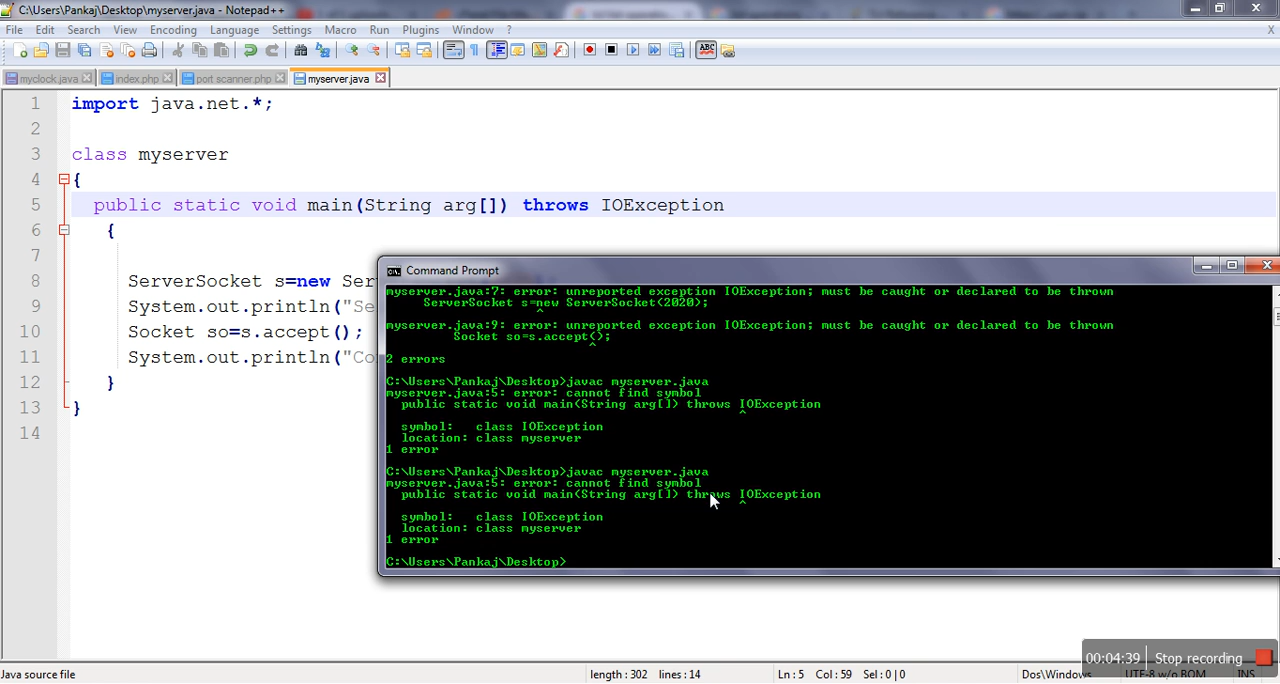 C:\Users\Pankaj\Desktop\myserver.java - Notepad++
File Edit Search View Encoding Language Settings Macro Run Plugins Window ? X
myclock.java index.php port scanner.php myserver.java
1 import java.net.*;
2
3 class myserver
4 {
5 public static void main(String arg[]) throws IOException
6 {
7
8 ServerSocket s=new Ser
9 System.out.println("Se
10 Socket so=s.accept();
11 System.out.println("Co
12 }
13 }
14
Command Prompt
myserver.java:7: error: unreported exception IOException; must be caught or declared to be thrown
ServerSocket s=new ServerSocket(2020);
^
myserver.java:9: error: unreported exception IOException; must be caught or declared to be thrown
Socket so=s.accept();
^
2 errors
C:\Users\Pankaj\Desktop>javac myserver.java
myserver.java:5: error: cannot find symbol
public static void main(String arg[]) throws IOException
^
symbol: class IOException
location: class myserver
1 error
C:\Users\Pankaj\Desktop>javac myserver.java
myserver.java:5: error: cannot find symbol
public static void main(String arg[]) throws IOException
^
symbol: class IOException
location: class myserver
1 error
C:\Users\Pankaj\Desktop>
00:04:39 Stop recording
Java source file length : 302 lines : 14 Ln : 5 Col : 59 Sel : 0 | 0 Dos\Windows UTF-8 w/o BOM INS